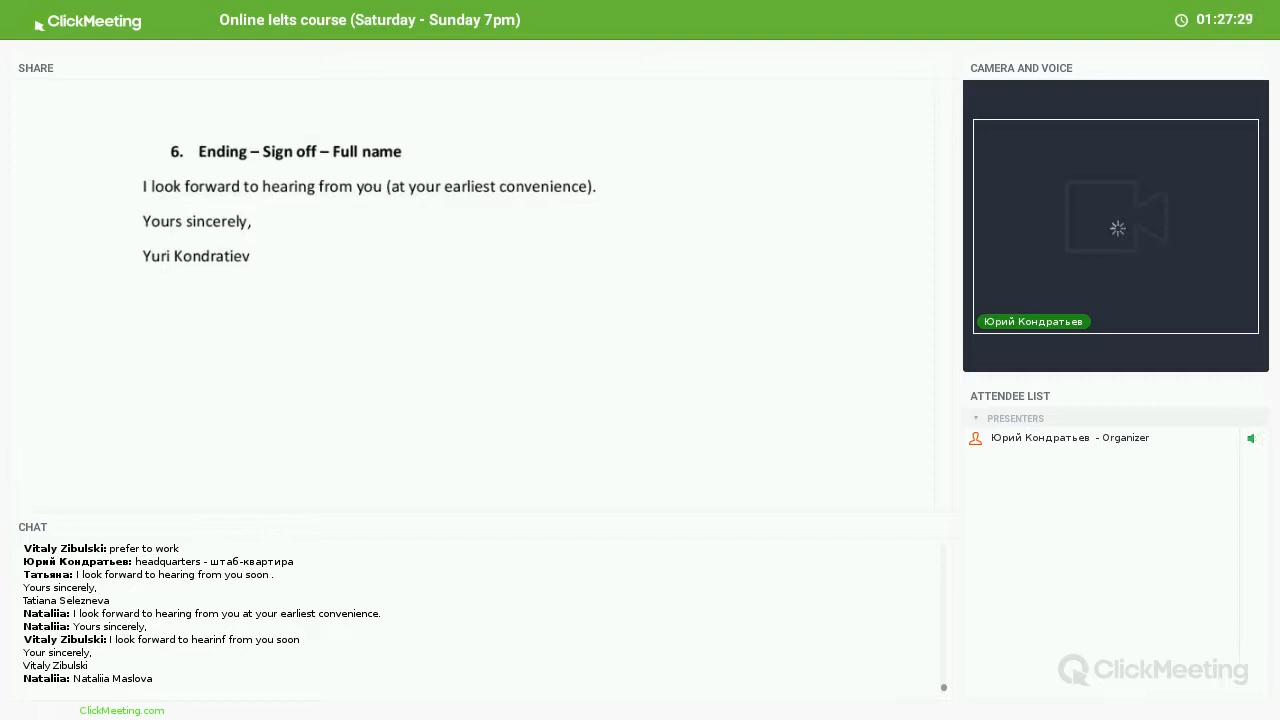 ClickMeeting
Online Ielts course (Saturday - Sunday 7pm)
01:27:29
SHARE
6. Ending – Sign off – Full name
I look forward to hearing from you (at your earliest convenience).
Yours sincerely,
Yuri Kondratiev
CAMERA AND VOICE
Юрий Кондратьев
ATTENDEE LIST
PRESENTERS
Юрий Кондратьев - Organizer
CHAT
Vitaly Zibulski: prefer to work
Юрий Кондратьев: headquarters - штаб-квартира
Татьяна: I look forward to hearing from you soon .
Yours sincerely,
Tatiana Selezneva
Nataliia: I look forward to hearing from you at your earliest convenience.
Nataliia: Yours sincerely,
Vitaly Zibulski: I look forward to hearinf from you soon
Your sincerely,
Vitaly Zibulski
Nataliia: Nataliia Maslova
ClickMeeting
ClickMeeting.com